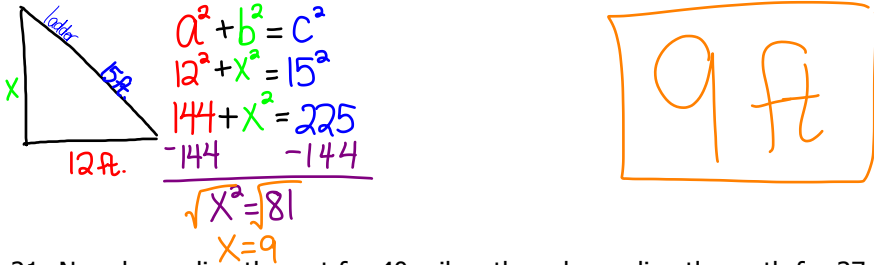 ladder
15ft.
x
12ft.
a² + b² = c²
12² + x² = 15²
144 + x² = 225
-144 -144
√x² = √81
x = 9
9 ft